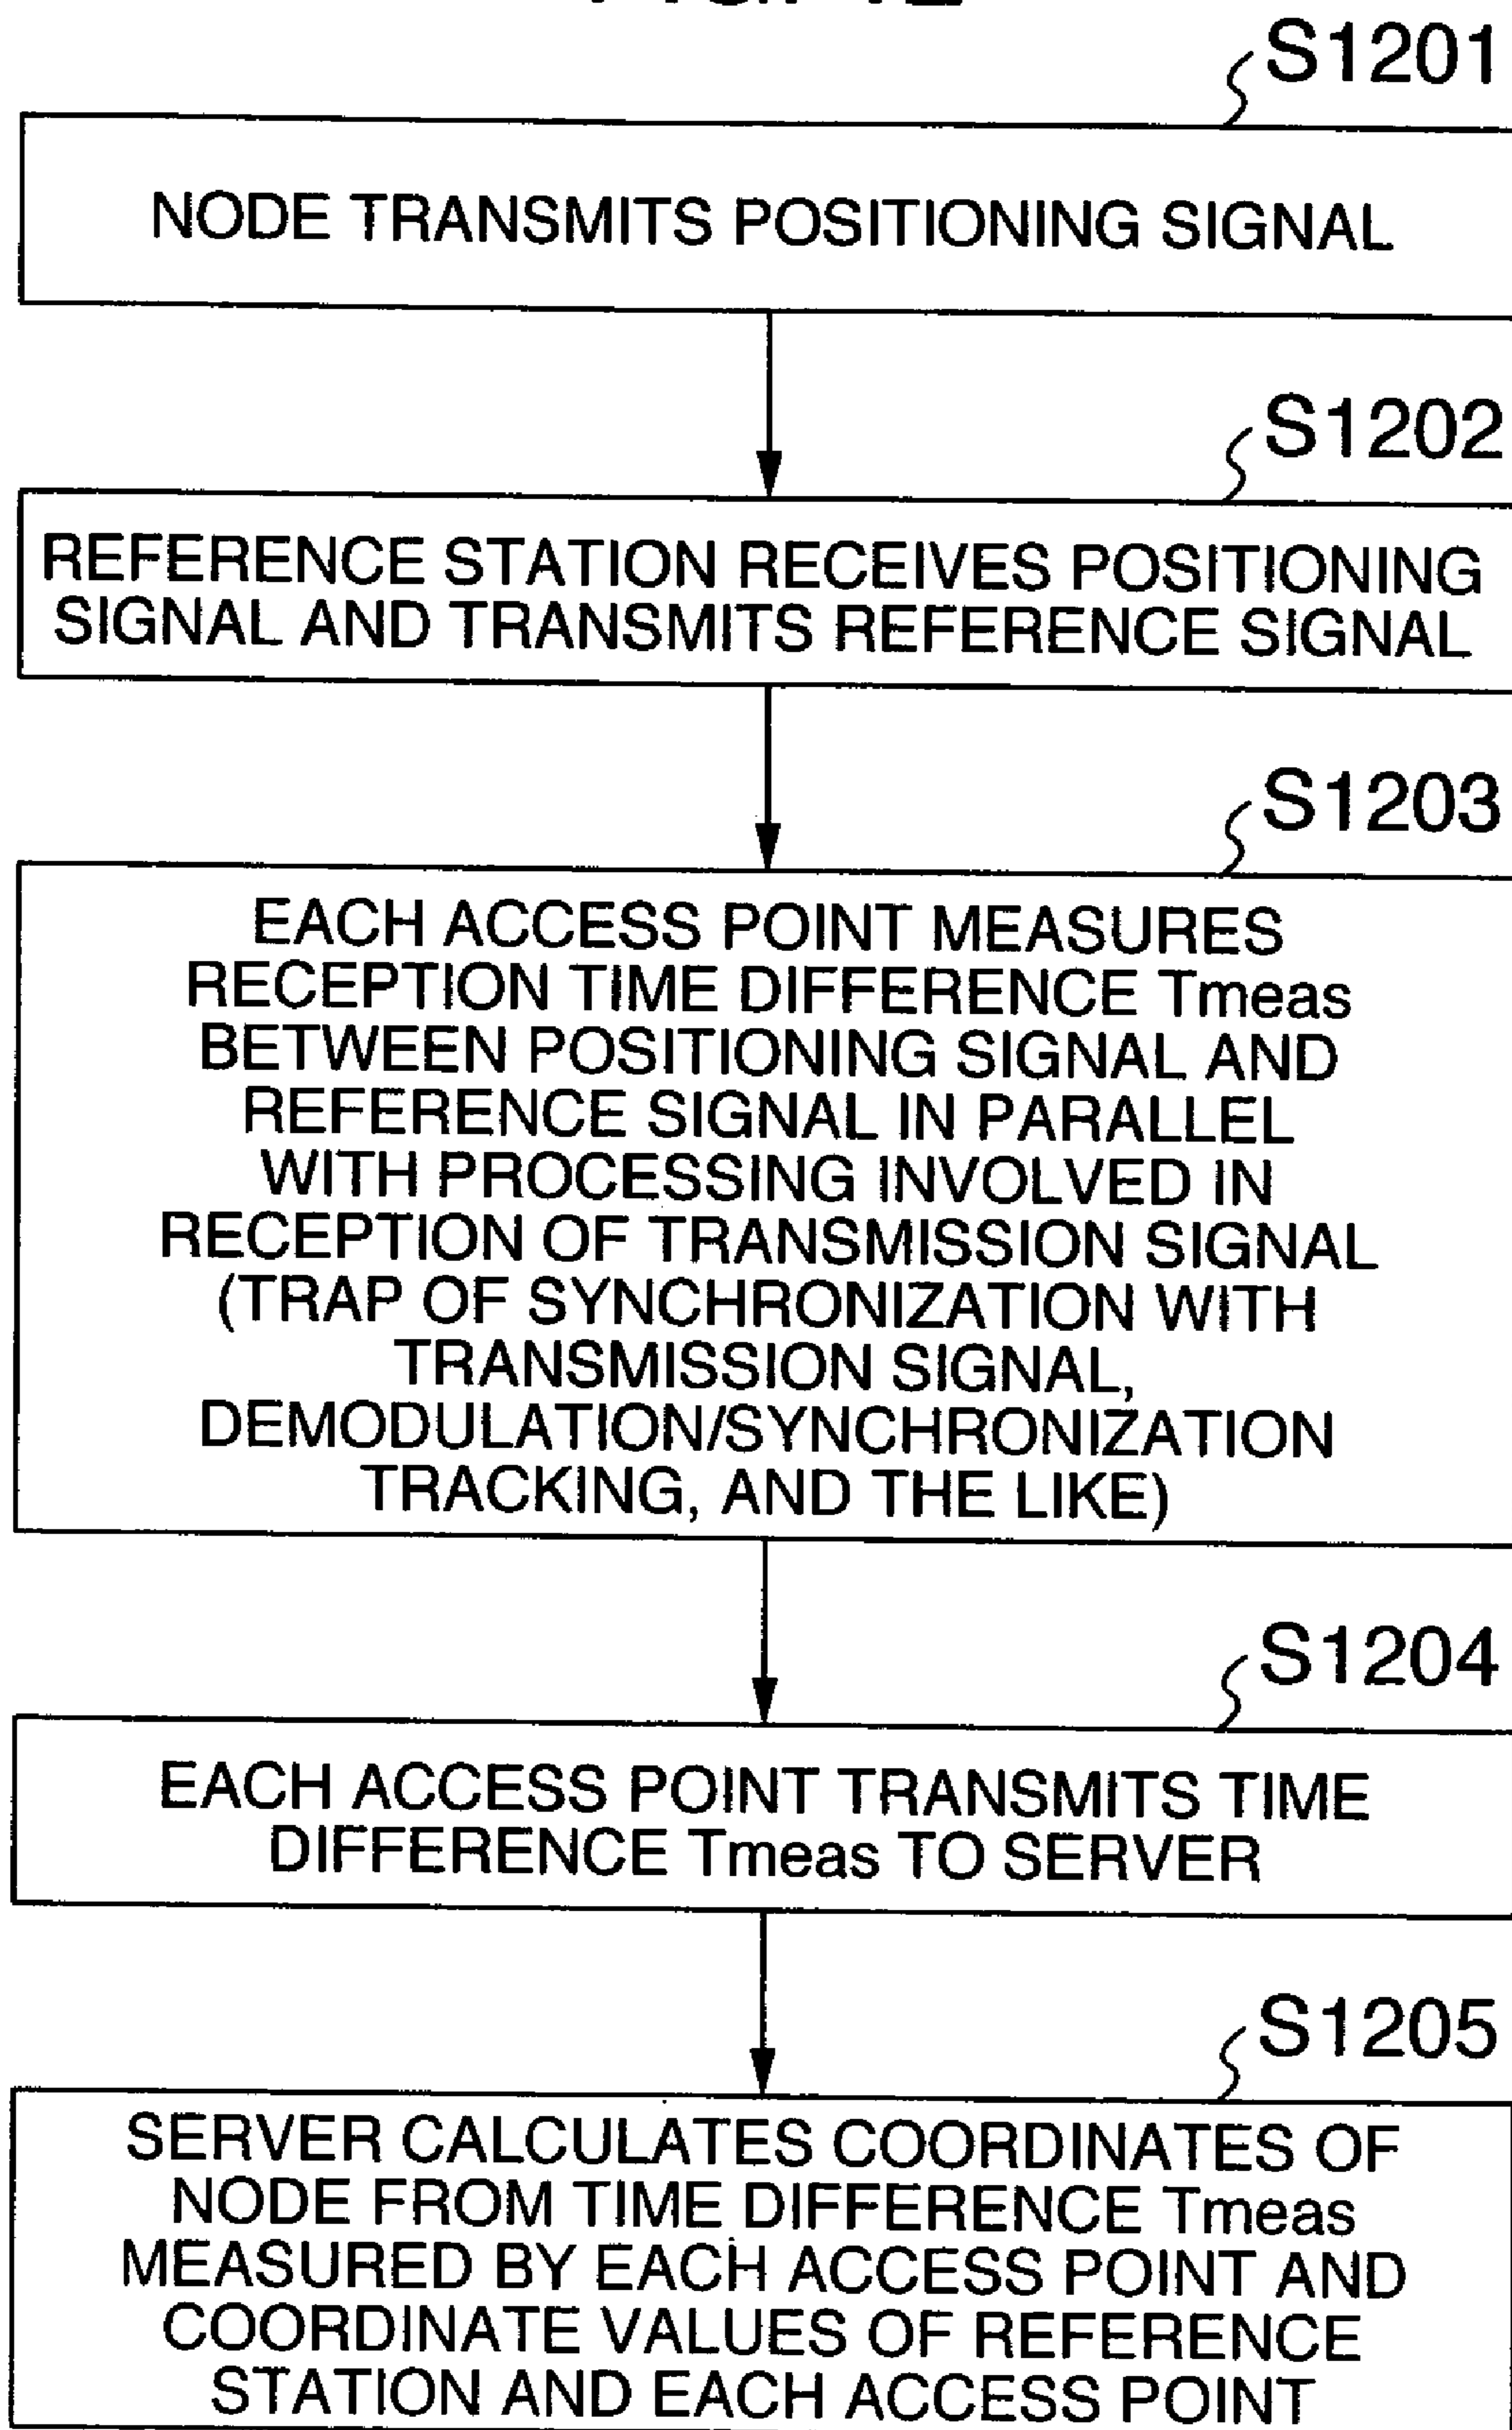 S1201
NODE TRANSMITS POSITIONING SIGNAL
S1202
REFERENCE STATION RECEIVES POSITIONING
SIGNAL AND TRANSMITS REFERENCE SIGNAL
S1203
EACH ACCESS POINT MEASURES
RECEPTION TIME DIFFERENCE Tmeas
BETWEEN POSITIONING SIGNAL AND
REFERENCE SIGNAL IN PARALLEL
WITH PROCESSING INVOLVED IN
RECEPTION OF TRANSMISSION SIGNAL
(TRAP OF SYNCHRONIZATION WITH
TRANSMISSION SIGNAL,
DEMODULATION/SYNCHRONIZATION
TRACKING, AND THE LIKE)
S1204
EACH ACCESS POINT TRANSMITS TIME
DIFFERENCE Tmeas TO SERVER
S1205
SERVER CALCULATES COORDINATES OF
NODE FROM TIME DIFFERENCE Tmeas
MEASURED BY EACH ACCESS POINT AND
COORDINATE VALUES OF REFERENCE
STATION AND EACH ACCESS POINT